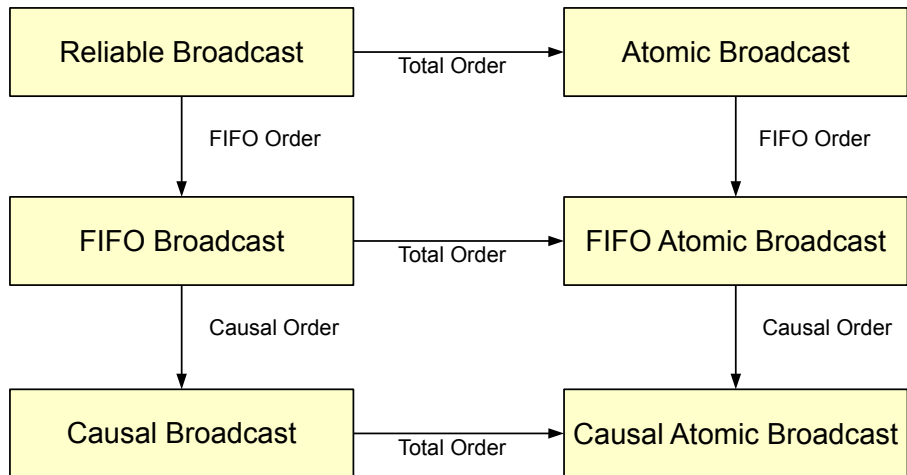 Reliable Broadcast
Total Order
Atomic Broadcast
FIFO Order
FIFO Order
FIFO Broadcast
Total Order
FIFO Atomic Broadcast
Causal Order
Causal Order
Causal Broadcast
Total Order
Causal Atomic Broadcast